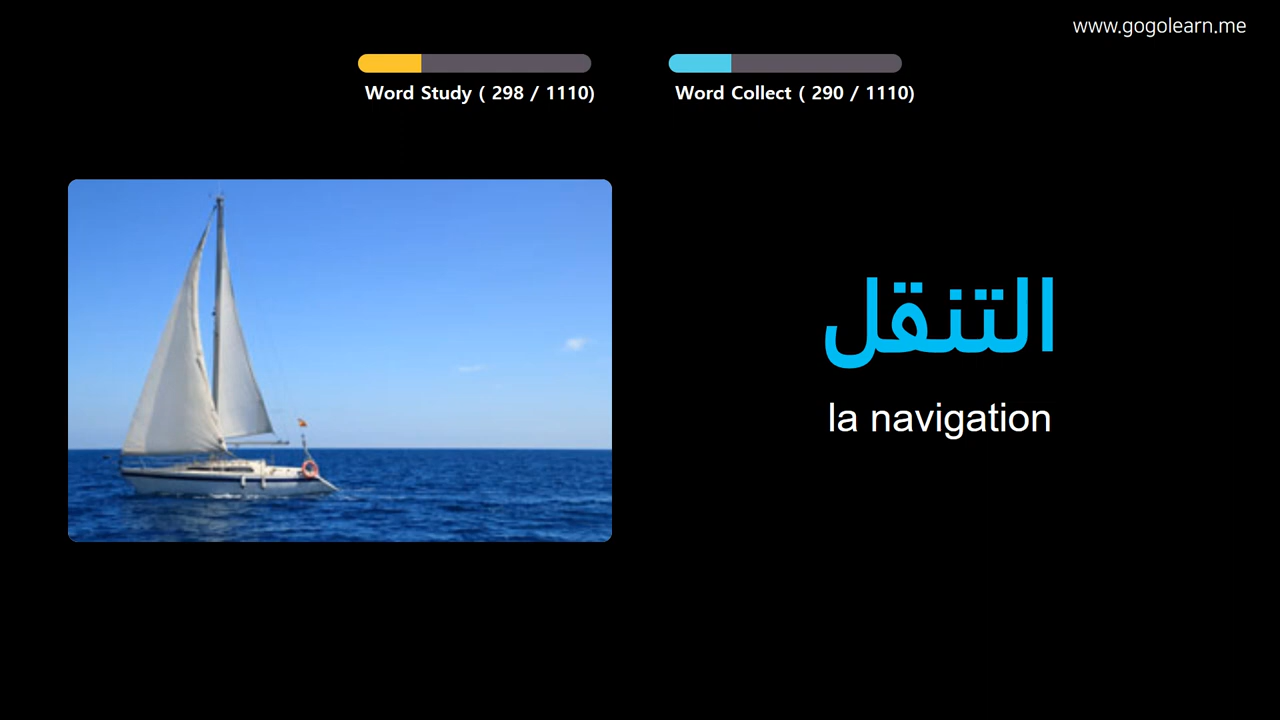 www.gogolearn.me
Word Study ( 298 / 1110)
Word Collect ( 290 / 1110)
التنقل
la navigation